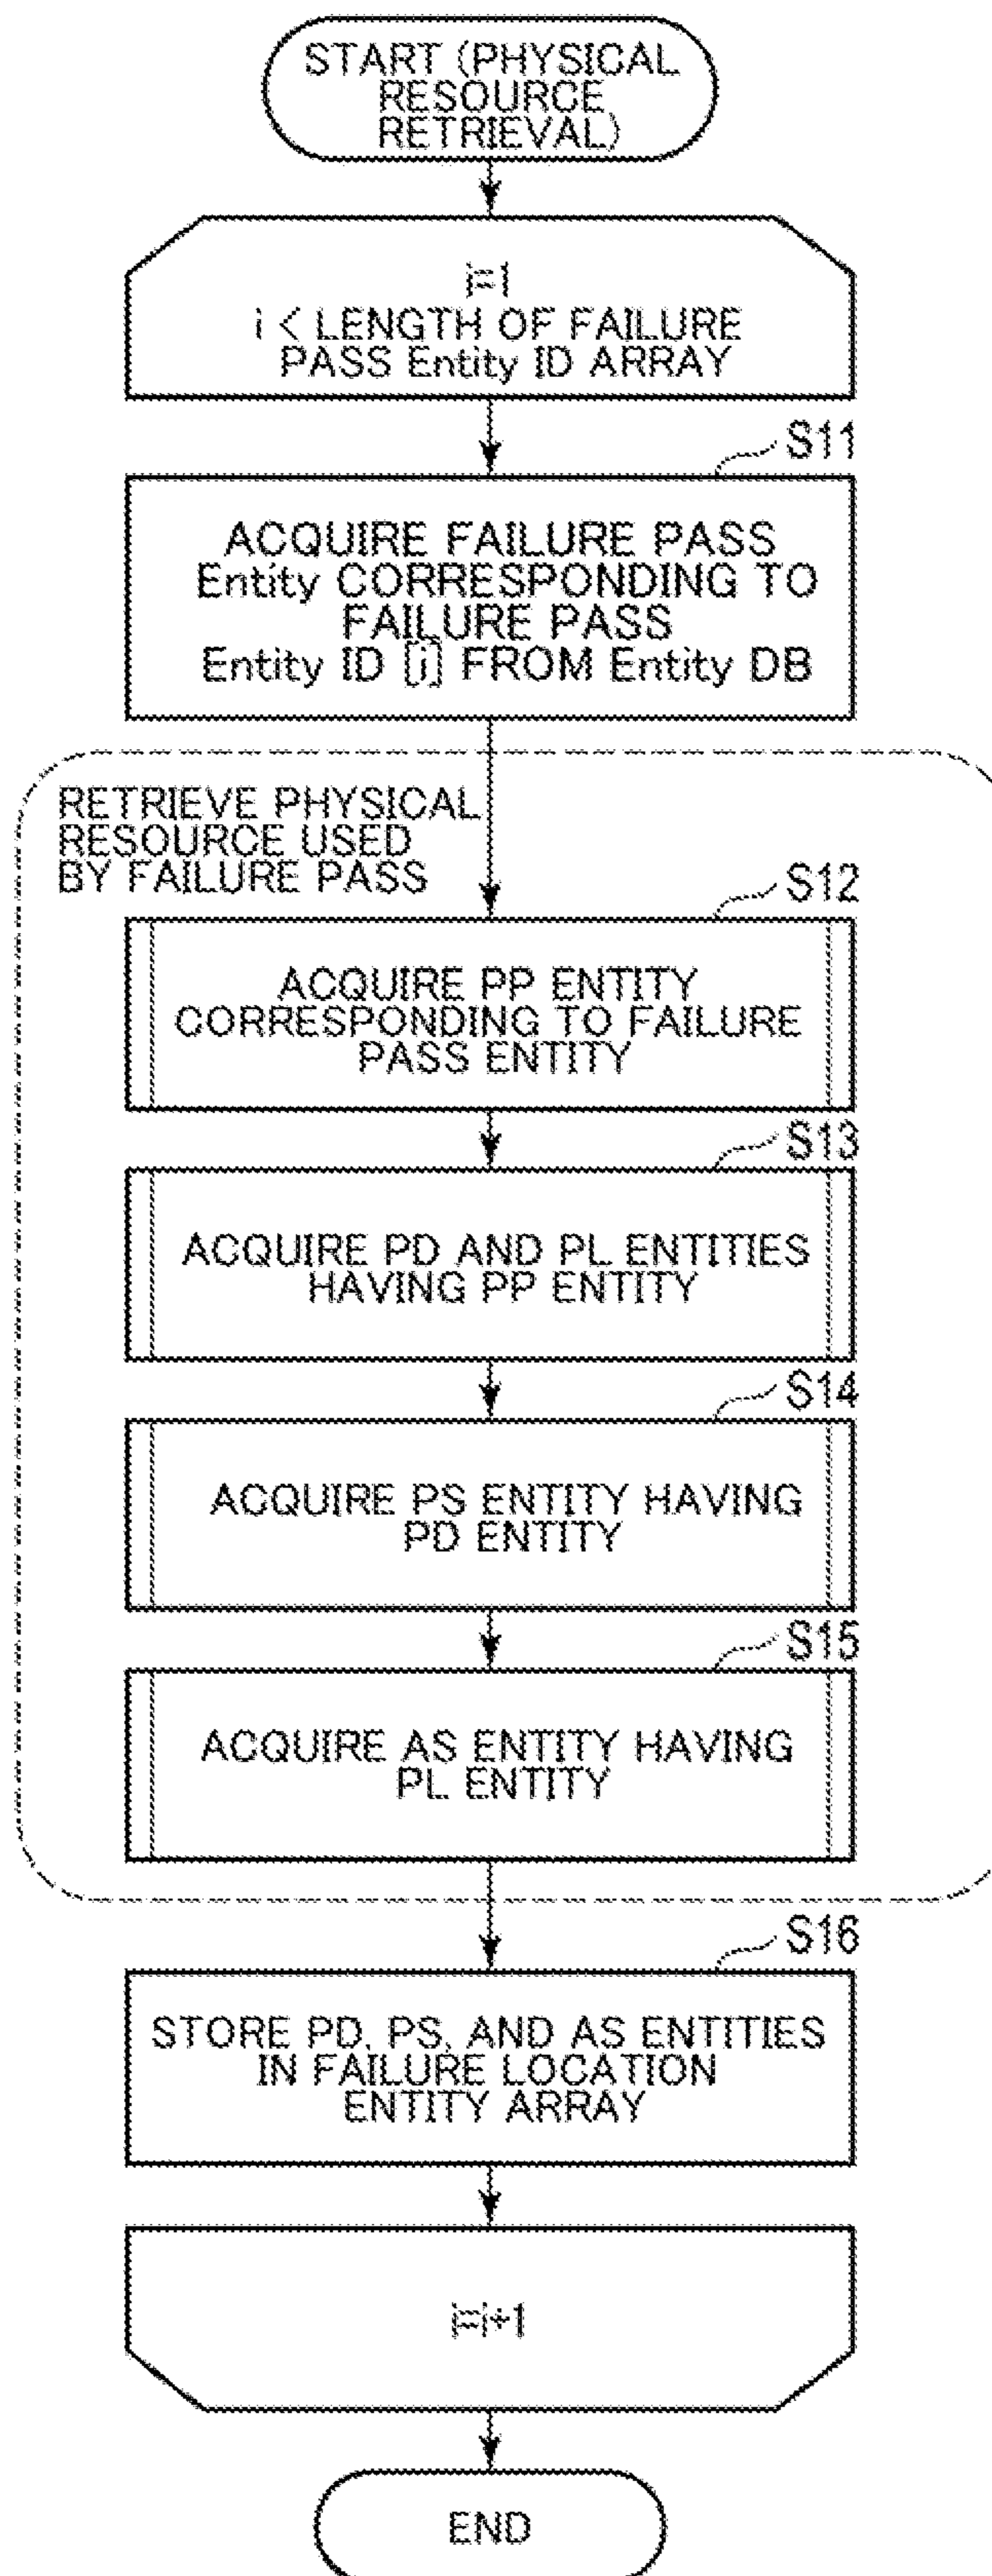 START (PHYSICAL
RESOURCE
RETRIEVAL)
i=1
i < LENGTH OF FAILURE
PASS Entity ID ARRAY
S11
ACQUIRE FAILURE PASS
Entity CORRESPONDING TO
FAILURE PASS
Entity ID [i] FROM Entity DB
RETRIEVE PHYSICAL
RESOURCE USED
BY FAILURE PASS
S12
ACQUIRE PP ENTITY
CORRESPONDING TO FAILURE
PASS ENTITY
S13
ACQUIRE PD AND PL ENTITIES
HAVING PP ENTITY
S14
ACQUIRE PS ENTITY HAVING
PD ENTITY
S15
ACQUIRE AS ENTITY HAVING
PL ENTITY
S16
STORE PD, PS, AND AS ENTITIES
IN FAILURE LOCATION
ENTITY ARRAY
i=i+1
END